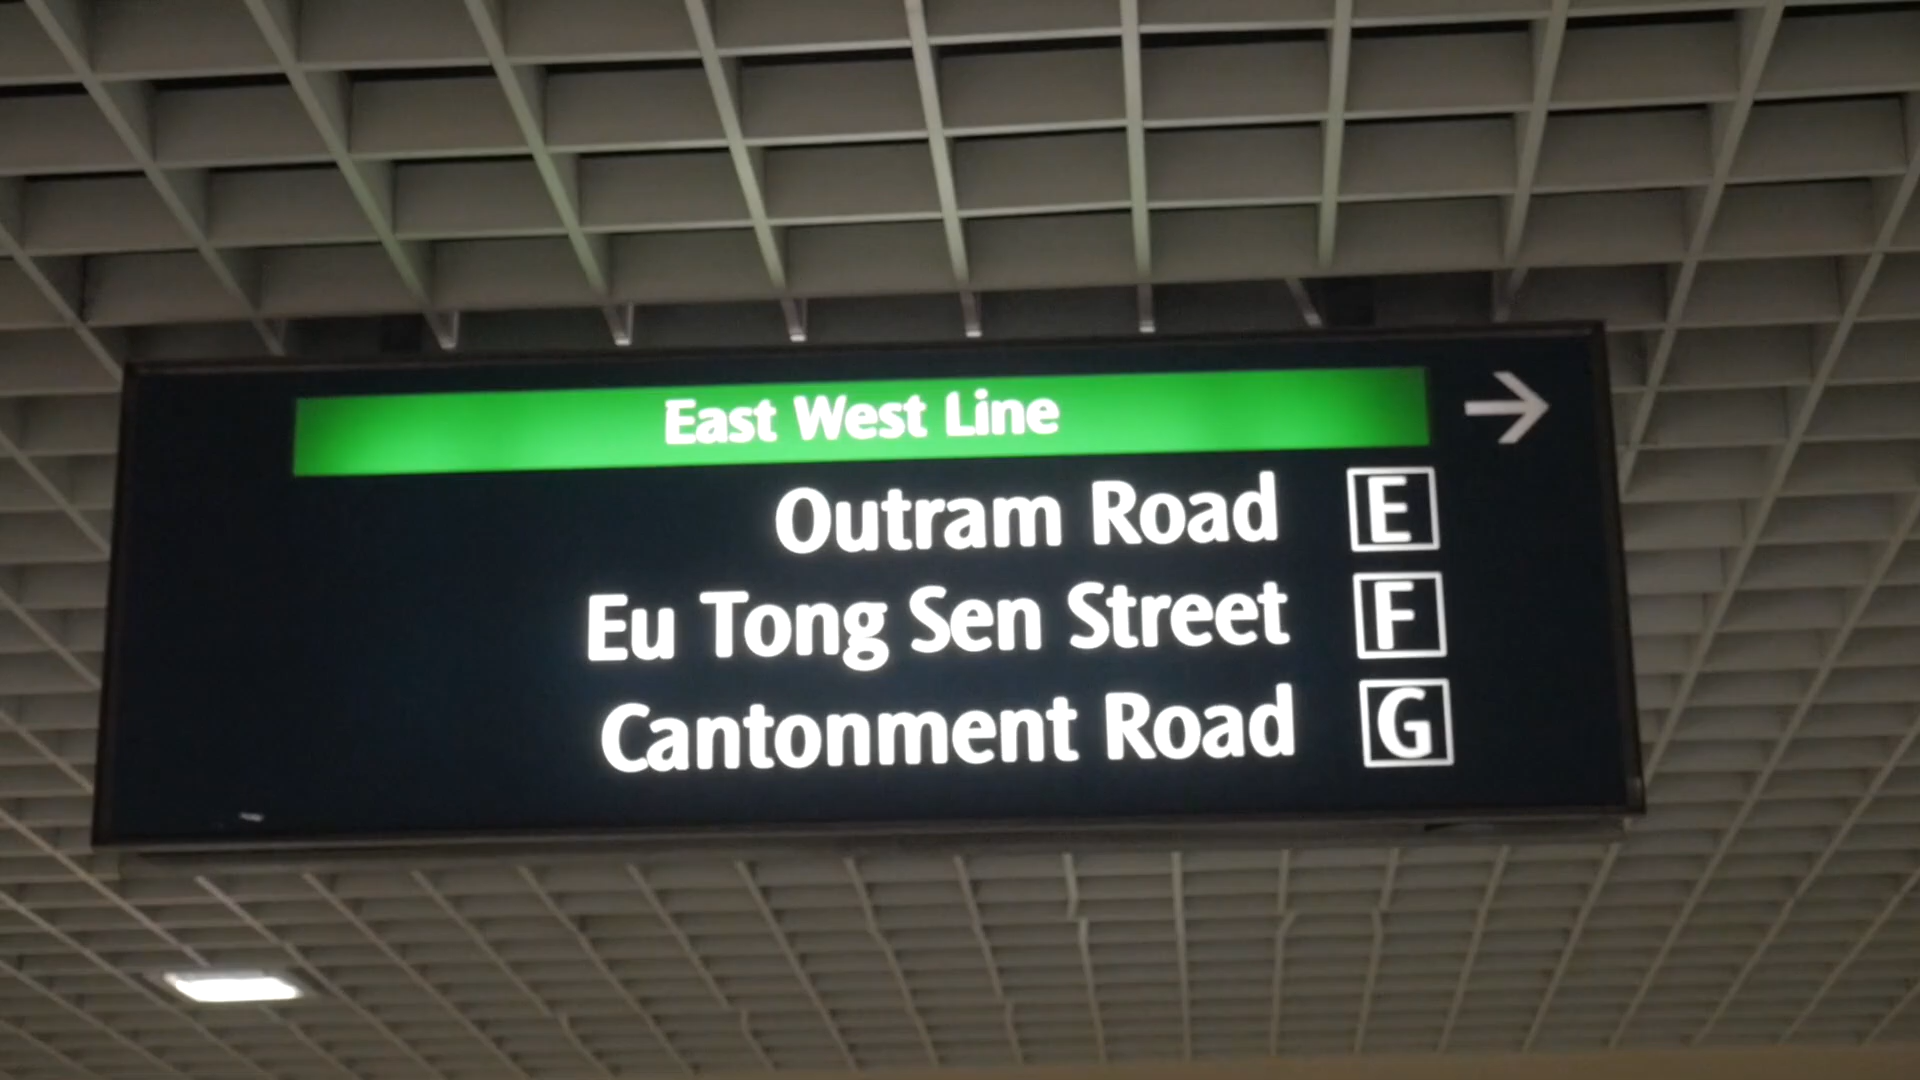 East West Line →
Outram Road E
Eu Tong Sen Street F
Cantonment Road G